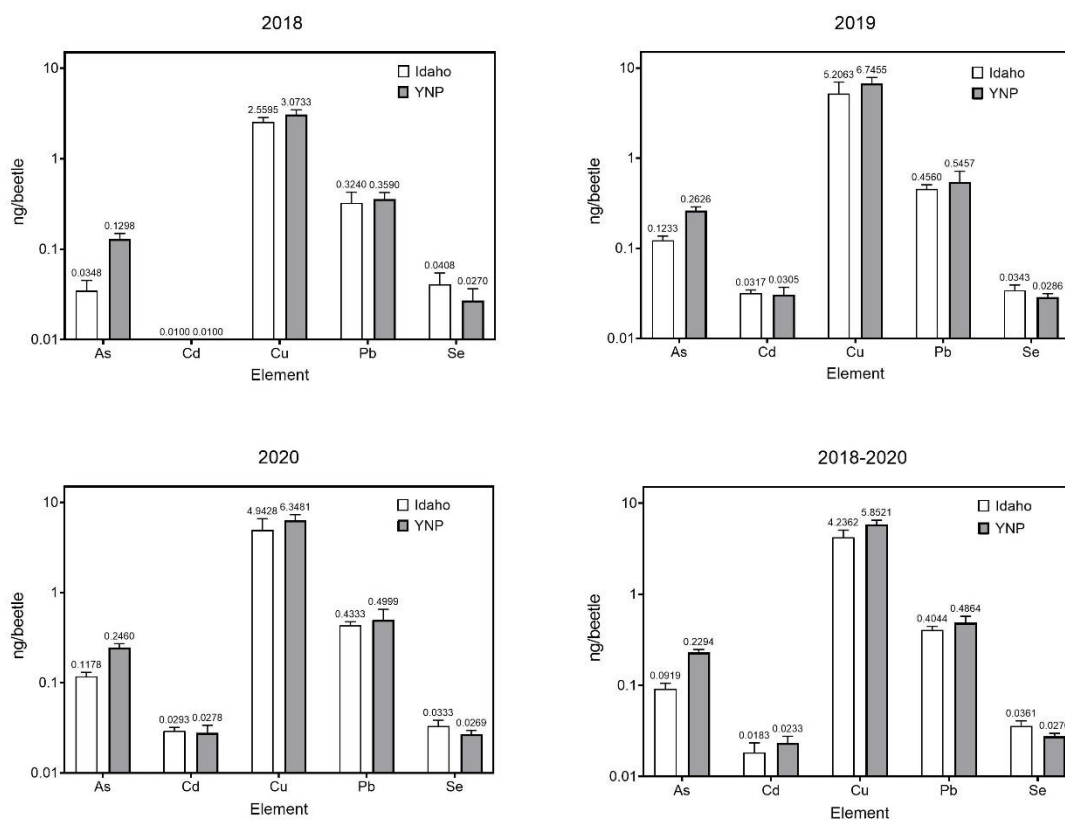 2018
10
1
0.1
0.01
ng/beetle
Idaho
YNP
0.0348
0.1298
0.0100 0.0100
2.5595
3.0733
0.3240 0.3590
0.0408
0.0270
As Cd Cu Pb Se
Element
2019
10
1
0.1
0.01
ng/beetle
Idaho
YNP
0.1233
0.2626
0.0317 0.0305
5.2063 6.7455
0.4560
0.5457
0.0343 0.0286
As Cd Cu Pb Se
Element
2020
10
1
0.1
0.01
ng/beetle
Idaho
YNP
0.1178
0.2460
0.0293 0.0278
4.9428 6.3481
0.4333
0.4999
0.0333
0.0269
As Cd Cu Pb Se
Element
2018-2020
10
1
0.1
0.01
ng/beetle
Idaho
YNP
0.0919
0.2294
0.0183 0.0233
4.2362
5.8521
0.4044
0.4864
0.0361
As Cd Cu Pb Se
Element